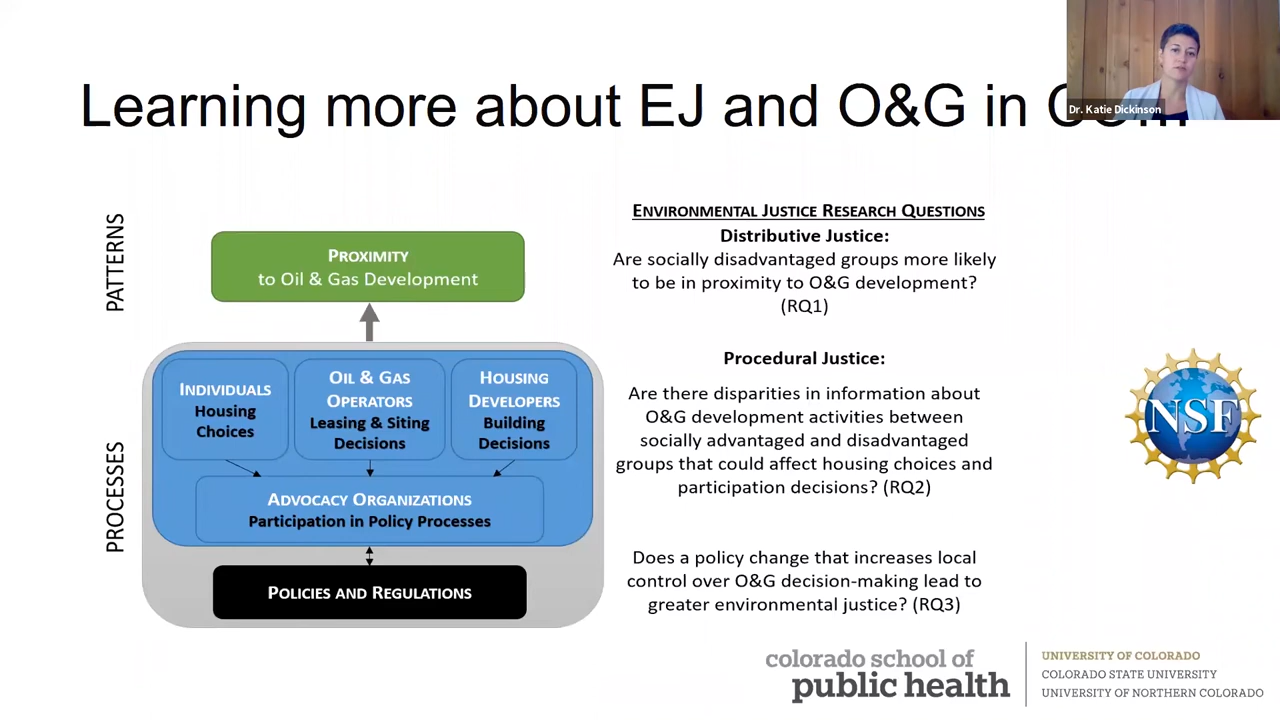 Dr. Katie Dickinson
Learning more about EJ and O&G in
PATTERNS
PROXIMITY
to Oil & Gas Development
PROCESSES
INDIVIDUALS
Housing
Choices
OIL & GAS
OPERATORS
Leasing & Siting
Decisions
HOUSING
DEVELOPERS
Building
Decisions
ADVOCACY ORGANIZATIONS
Participation in Policy Processes
POLICIES AND REGULATIONS
ENVIRONMENTAL JUSTICE RESEARCH QUESTIONS
Distributive Justice:
Are socially disadvantaged groups more likely
to be in proximity to O&G development?
(RQ1)
Procedural Justice:
Are there disparities in information about
O&G development activities between
socially advantaged and disadvantaged
groups that could affect housing choices and
participation decisions? (RQ2)
Does a policy change that increases local
control over O&G decision-making lead to
greater environmental justice? (RQ3)
NSF
colorado school of
public health
UNIVERSITY OF COLORADO
COLORADO STATE UNIVERSITY
UNIVERSITY OF NORTHERN COLORADO